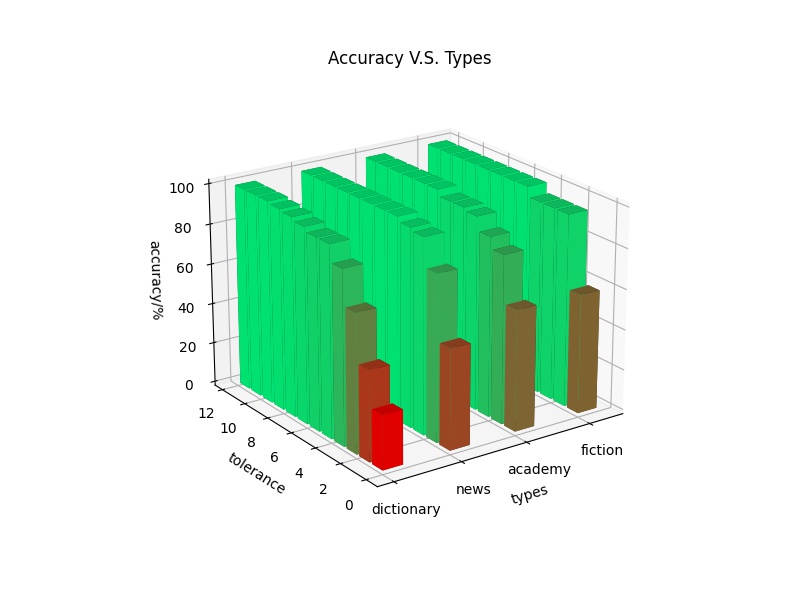 Accuracy V.S. Types
100
80
60
40
20
0
accuracy/%
12
10
8
6
4
2
0
tolerance
dictionary
news
academy
fiction
types